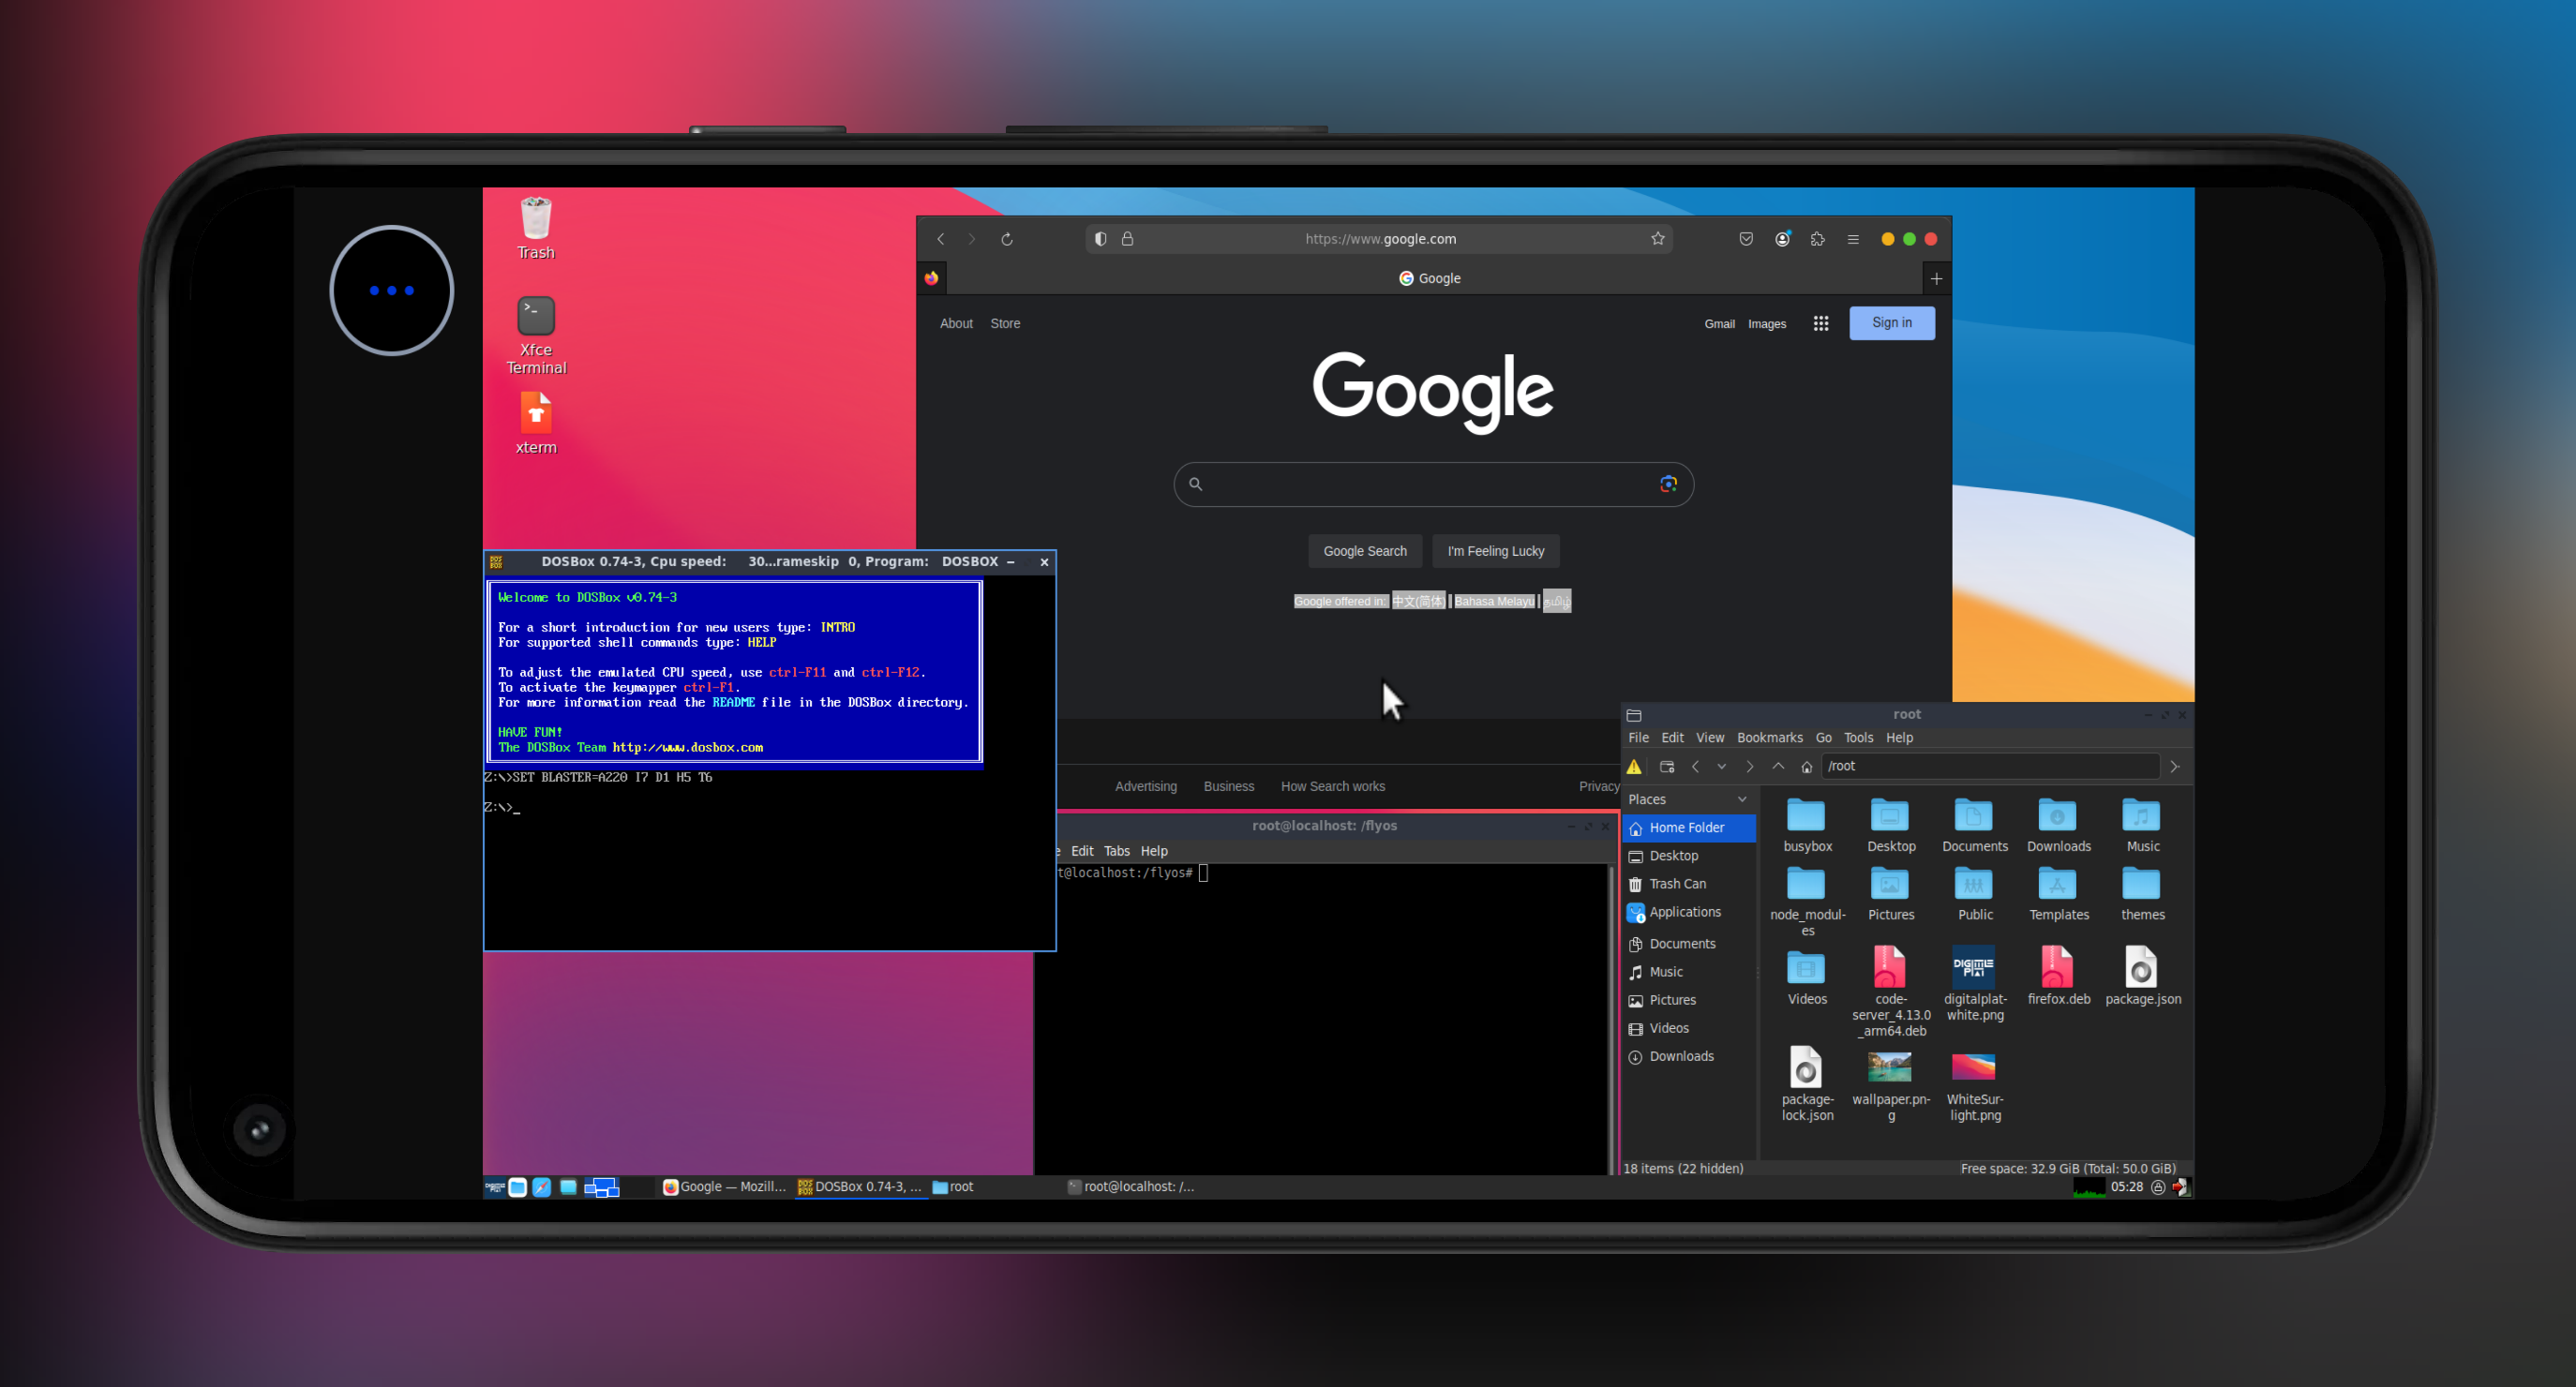 Trash
Xfce
Terminal
xterm
https://www.google.com
Google
About Store
Gmail Images
Sign in
Google
Google Search
I'm Feeling Lucky
Google offered in: 中文(简体) Bahasa Melayu தமிழ்
Advertising Business How Search works
Privacy
DOSBox 0.74-3, Cpu speed: 30...rameskip 0, Program: DOSBOX
Welcome to DOSBox v0.74-3
For a short introduction for new users type: INTRO
For supported shell commands type: HELP
To adjust the emulated CPU speed, use ctrl-F11 and ctrl-F12.
To activate the keymapper ctrl-F1.
For more information read the README file in the DOSBox directory.
HAVE FUN!
The DOSBox Team http://www.dosbox.com
Z:\>SET BLASTER=A220 I7 D1 H5 T6
Z:\>_
root@localhost: /flyos
e Edit Tabs Help
t@localhost:/flyos#
root
File Edit View Bookmarks Go Tools Help
/root
Places
Home Folder
Desktop
Trash Can
Applications
Documents
Music
Pictures
Videos
Downloads
busybox Desktop Documents Downloads Music
node_modul-
es
Pictures Public Templates themes
Videos
code-
server_4.13.0
_arm64.deb
DIGITAL
PLAT
digitalplat-
white.png
firefox.deb package.json
package-
lock.json
wallpaper.pn-
g
WhiteSur-
light.png
18 items (22 hidden)
Free space: 32.9 GiB (Total: 50.0 GiB)
Google — Mozill...
DOSBox 0.74-3, ...
root
root@localhost: /...
05:28